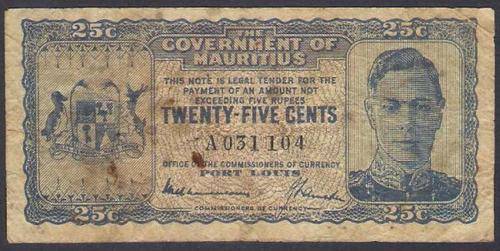 25c
25c
THE
GOVERNMENT OF
MAURITIUS
THIS NOTE IS LEGAL TENDER FOR THE
PAYMENT OF AN AMOUNT NOT
EXCEEDING FIVE RUPEES
TWENTY-FIVE CENTS
A031104
OFFICE OF THE COMMISSIONERS OF CURRENCY
PORT LOUIS
COMMISSIONERS OF CURRENCY
25c
25c